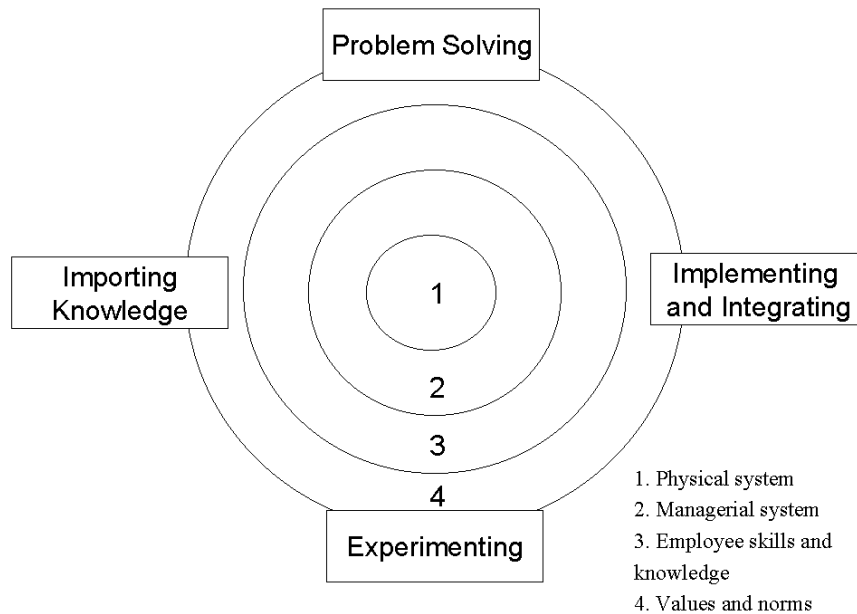 Problem Solving
Importing
Knowledge
Implementing
and Integrating
1
2
3
4
Experimenting
1. Physical system
2. Managerial system
3. Employee skills and
knowledge
4. Values and norms